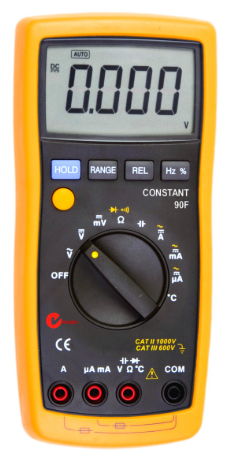 AUTO
DC
0.000
V
HOLD RANGE REL Hz %
CONSTANT
90F
mV Ω
V A
V mA
OFF µA
°C
CE
CAT II 1000V
CAT III 600V
A µA mA V Ω °C COM